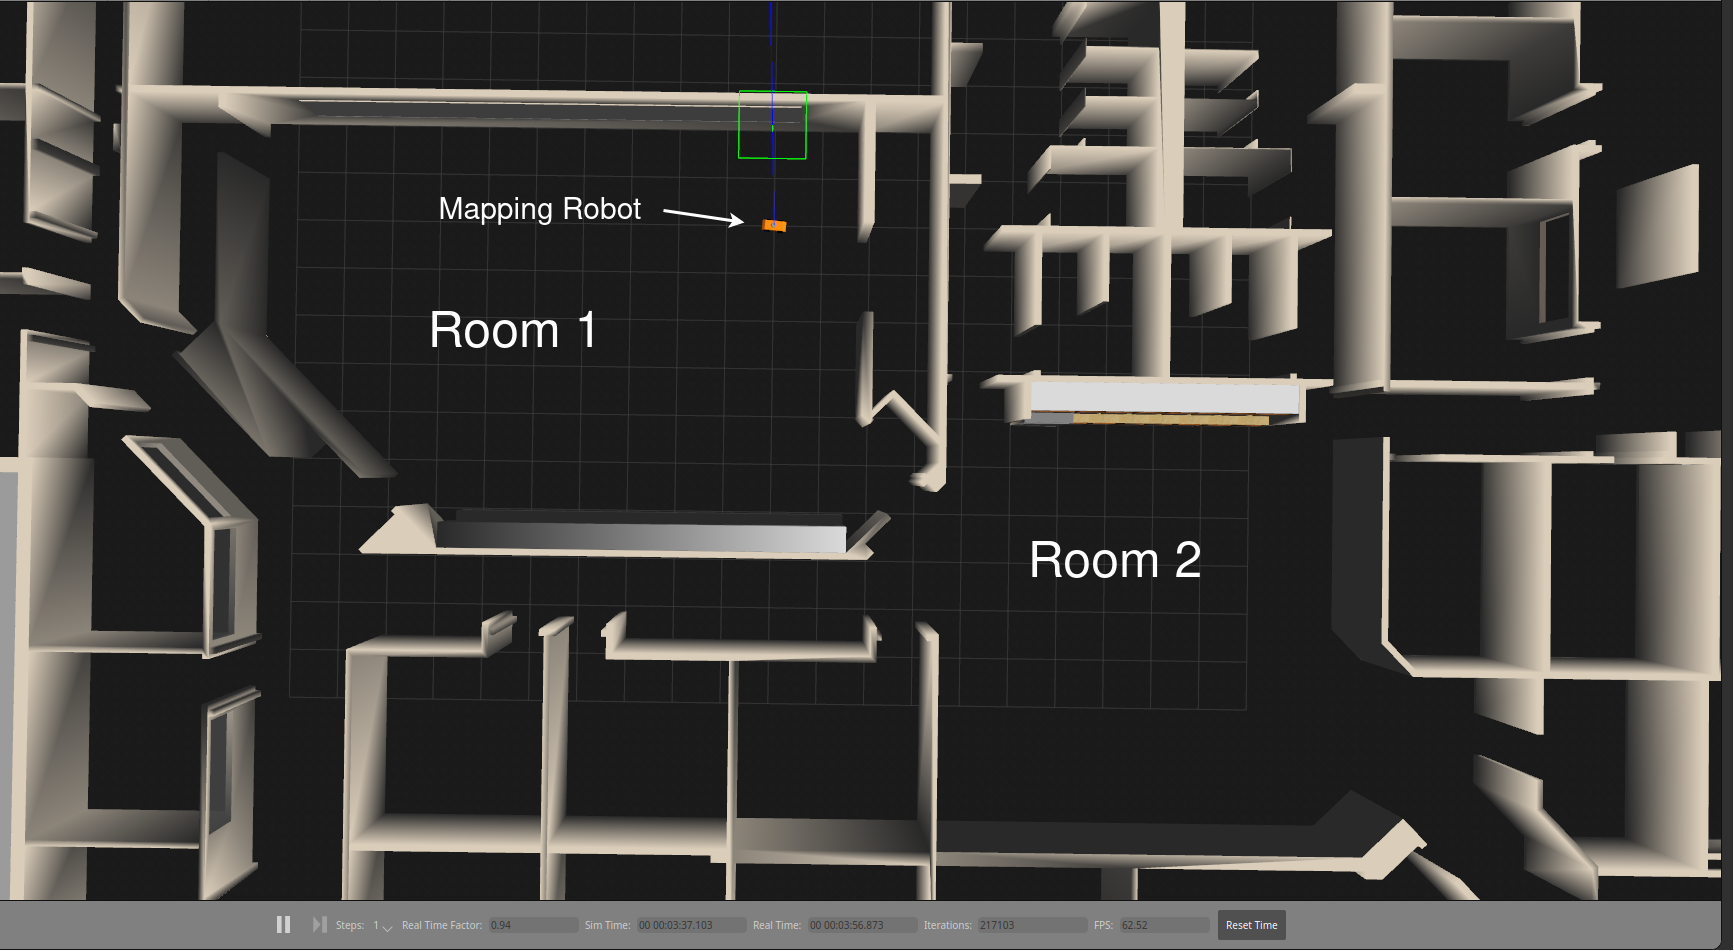 Mapping Robot
Room 1
Room 2
Steps: 1 Real Time Factor: 0.94 Sim Time: 00 00:03:37.103 Real Time: 00 00:03:56.873 Iterations: 217103 FPS: 62.52 Reset Time